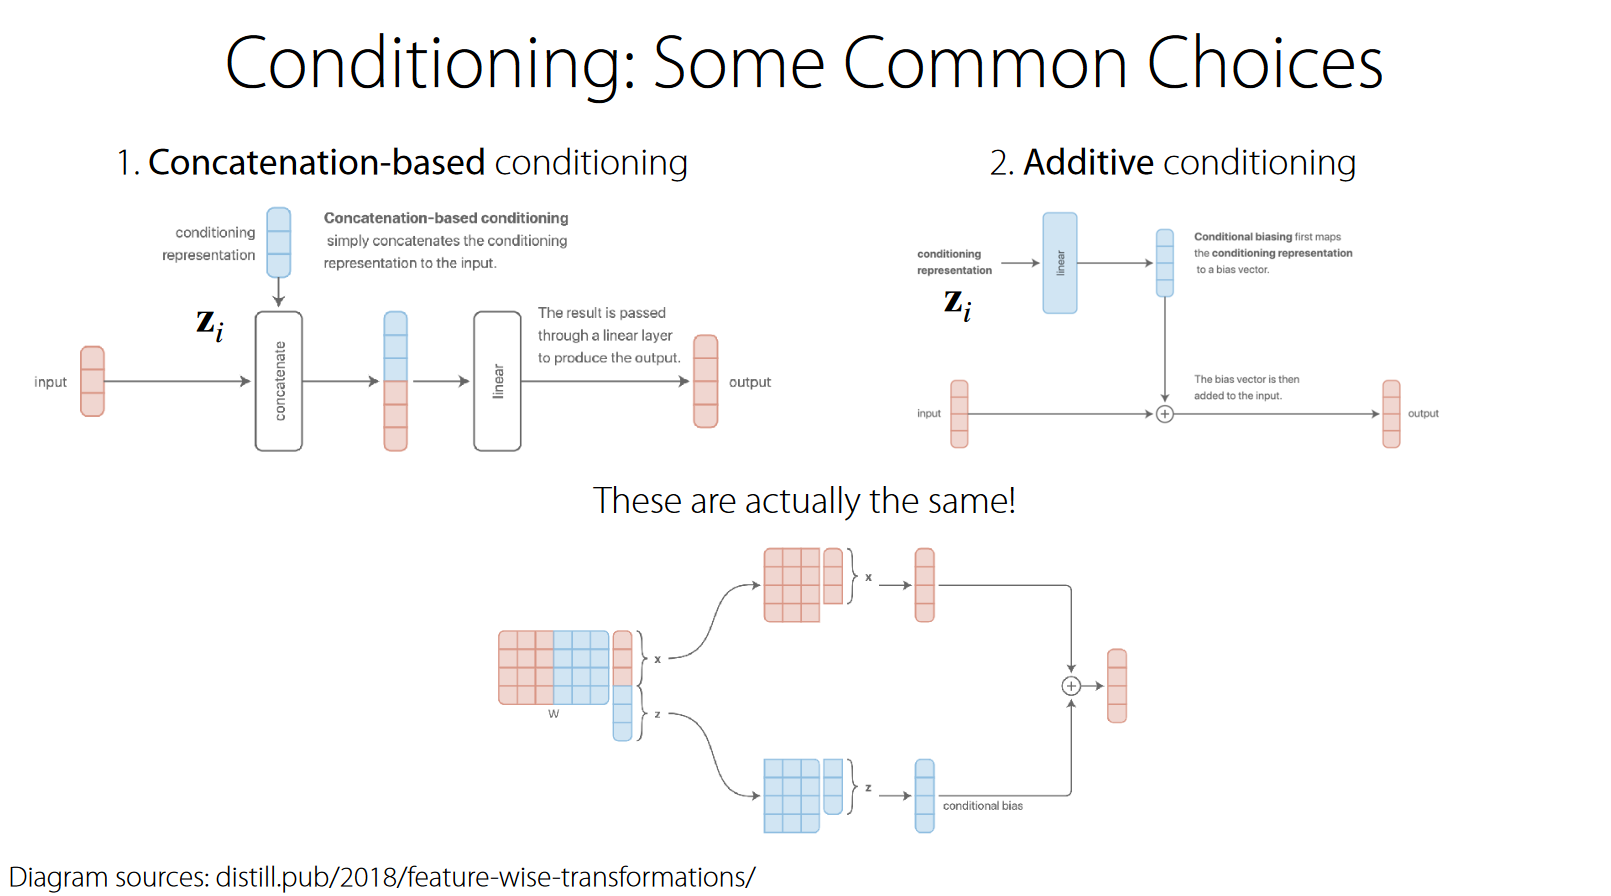 Conditioning: Some Common Choices
1. Concatenation-based conditioning
conditioning
representation
Concatenation-based conditioning
simply concatenates the conditioning
representation to the input.
z_i
input
concatenate
linear
The result is passed
through a linear layer
to produce the output.
output
2. Additive conditioning
conditioning
representation
z_i
linear
Conditional biasing first maps
the conditioning representation
to a bias vector.
The bias vector is then
added to the input.
input
output
These are actually the same!
W
x
z
x
z
conditional bias
Diagram sources: distill.pub/2018/feature-wise-transformations/